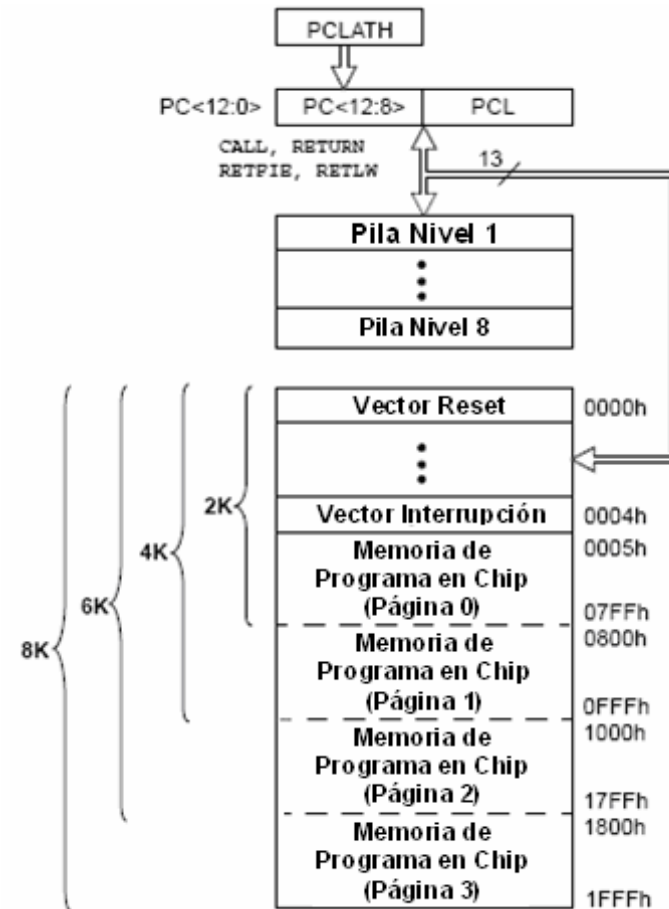 PCLATH
PC<12:0> PC<12:8> PCL
CALL, RETURN 13
RETPIE, RETLW
Pila Nivel 1
Pila Nivel 8
Vector Reset 0000h
2K
Vector Interrupción 0004h
4K
Memoria de 0005h
Programa en Chip
6K
(Página 0) 07FFh
8K
Memoria de 0800h
Programa en Chip
(Página 1) 0FFFh
Memoria de 1000h
Programa en Chip
(Página 2) 17FFh
Memoria de 1800h
Programa en Chip
(Página 3) 1FFFh